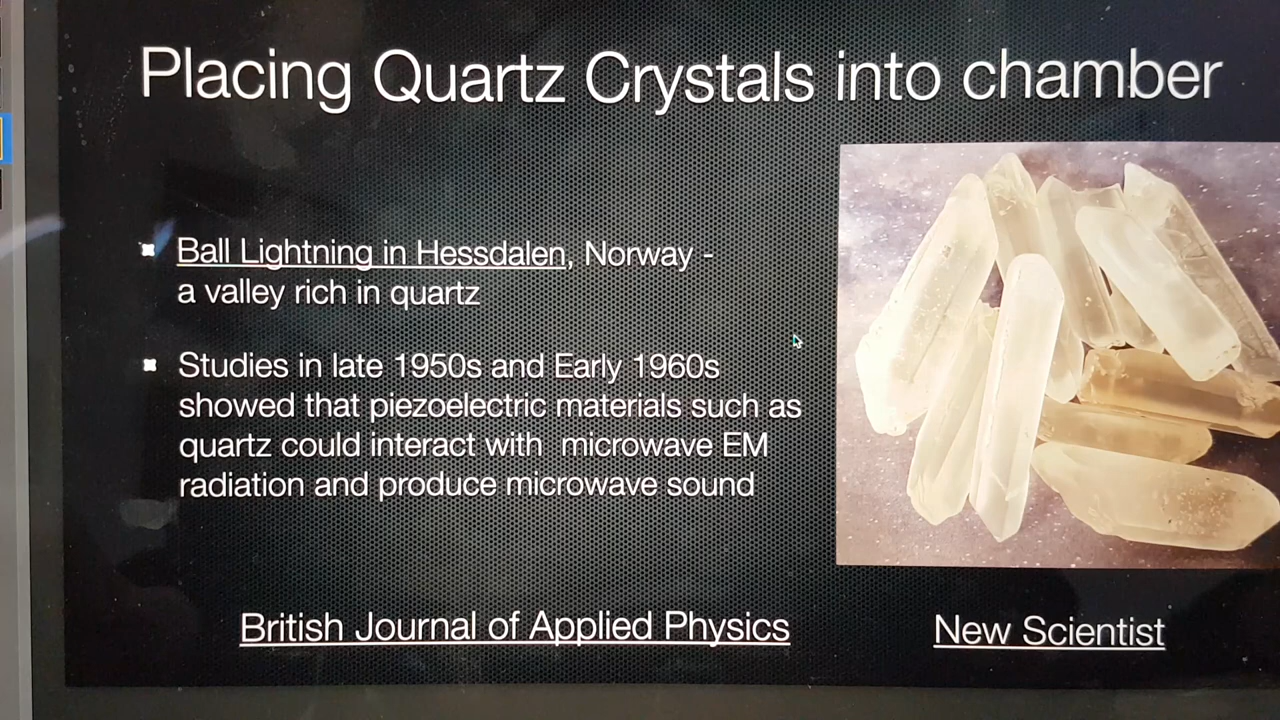 Placing Quartz Crystals into chamber
Ball Lightning in Hessdalen, Norway -
a valley rich in quartz
Studies in late 1950s and Early 1960s
showed that piezoelectric materials such as
quartz could interact with microwave EM
radiation and produce microwave sound
British Journal of Applied Physics
New Scientist